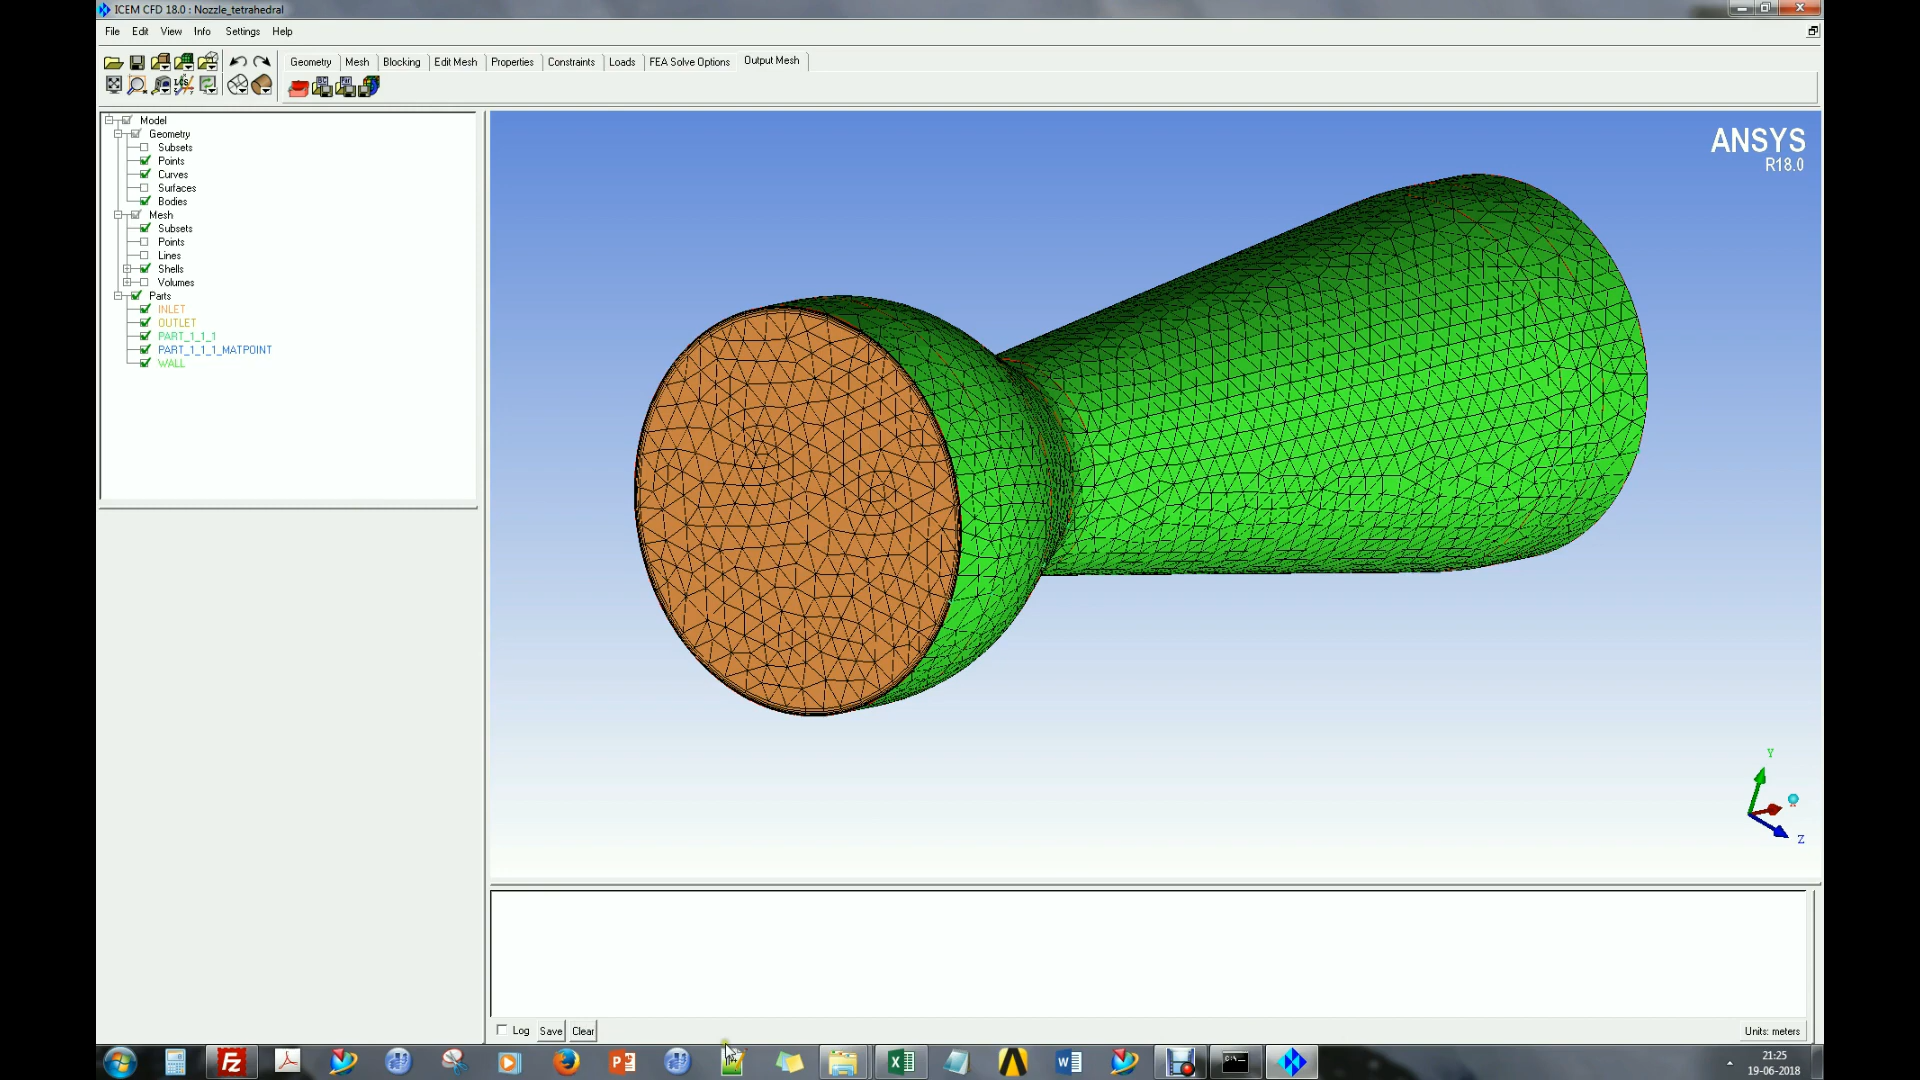 ICEM CFD 18.0 : Nozzle_tetrahedral
File Edit View Info Settings Help
Geometry Mesh Blocking Edit Mesh Properties Constraints Loads FEA Solve Options Output Mesh
Model
Geometry
Subsets
Points
Curves
Surfaces
Bodies
Mesh
Subsets
Points
Lines
Shells
Volumes
Parts
INLET
OUTLET
PART_1_1_1
PART_1_1_1_MATPOINT
WALL
ANSYS
R18.0
Y
Z
Log Save Clear
Units: meters
21:25
19-06-2018